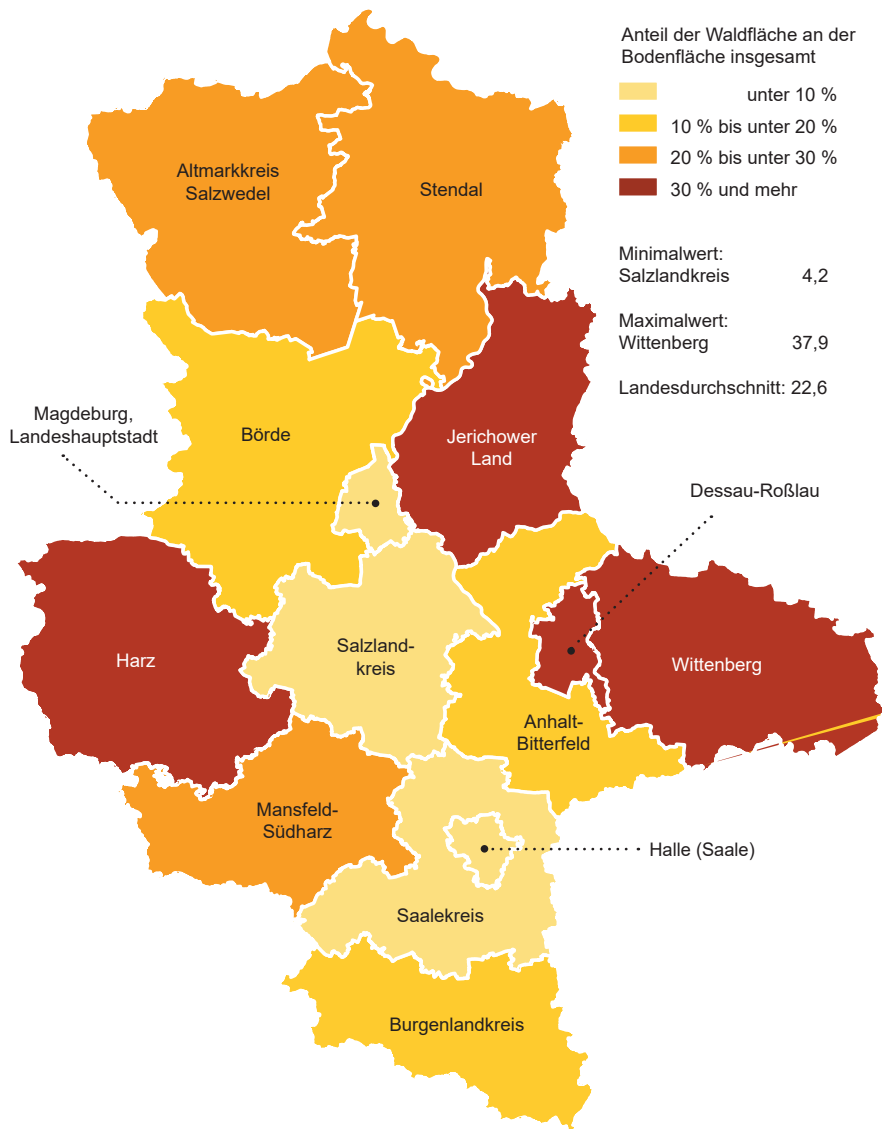 Anteil der Waldfläche an der
Bodenfläche insgesamt
unter 10 %
10 % bis unter 20 %
20 % bis unter 30 %
30 % und mehr
Minimalwert:
Salzlandkreis 4,2
Maximalwert:
Wittenberg 37,9
Landesdurchschnitt: 22,6
Altmarkkreis
Salzwedel
Stendal
Magdeburg,
Landeshauptstadt
Börde
Jerichower
Land
Dessau-Roßlau
Harz
Salzland-
kreis
Wittenberg
Anhalt-
Bitterfeld
Mansfeld-
Südharz
Halle (Saale)
Saalekreis
Burgenlandkreis